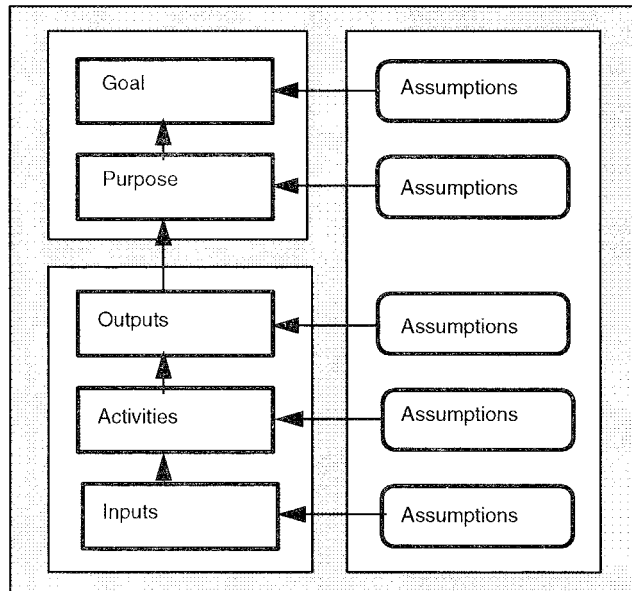 Goal
Assumptions
Purpose
Assumptions
Outputs
Assumptions
Activities
Assumptions
Inputs
Assumptions